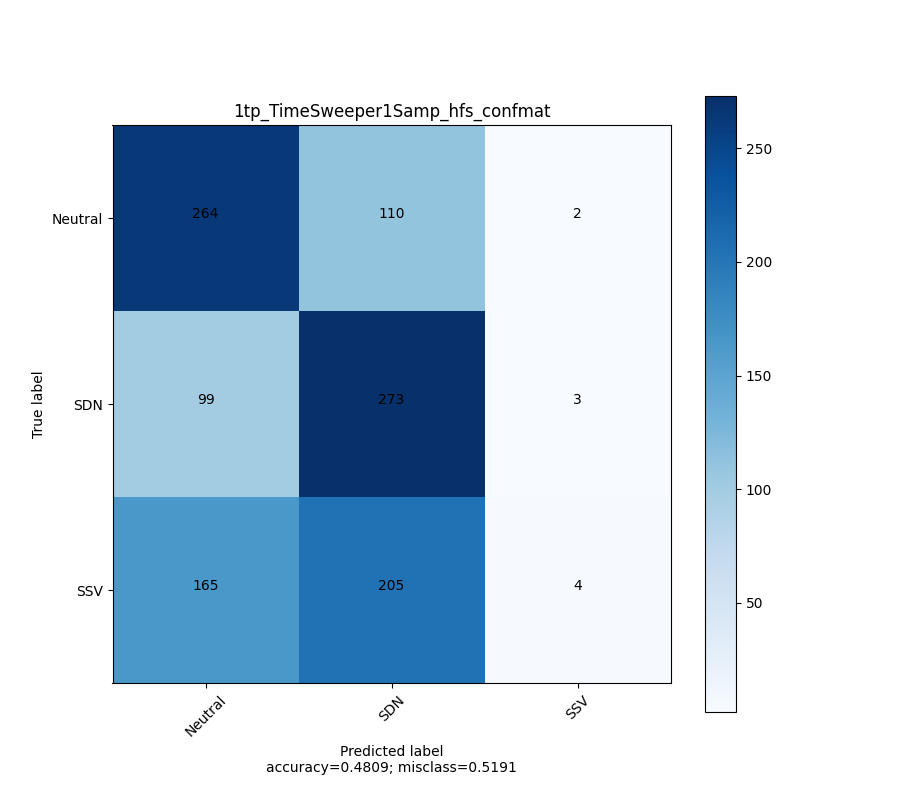 1tp_TimeSweeper1Samp_hfs_confmat
Neutral 264 110 2
SDN 99 273 3
SSV 165 205 4
True label
Neutral SDN SSV
Predicted label
accuracy=0.4809; misclass=0.5191
250
200
150
100
50